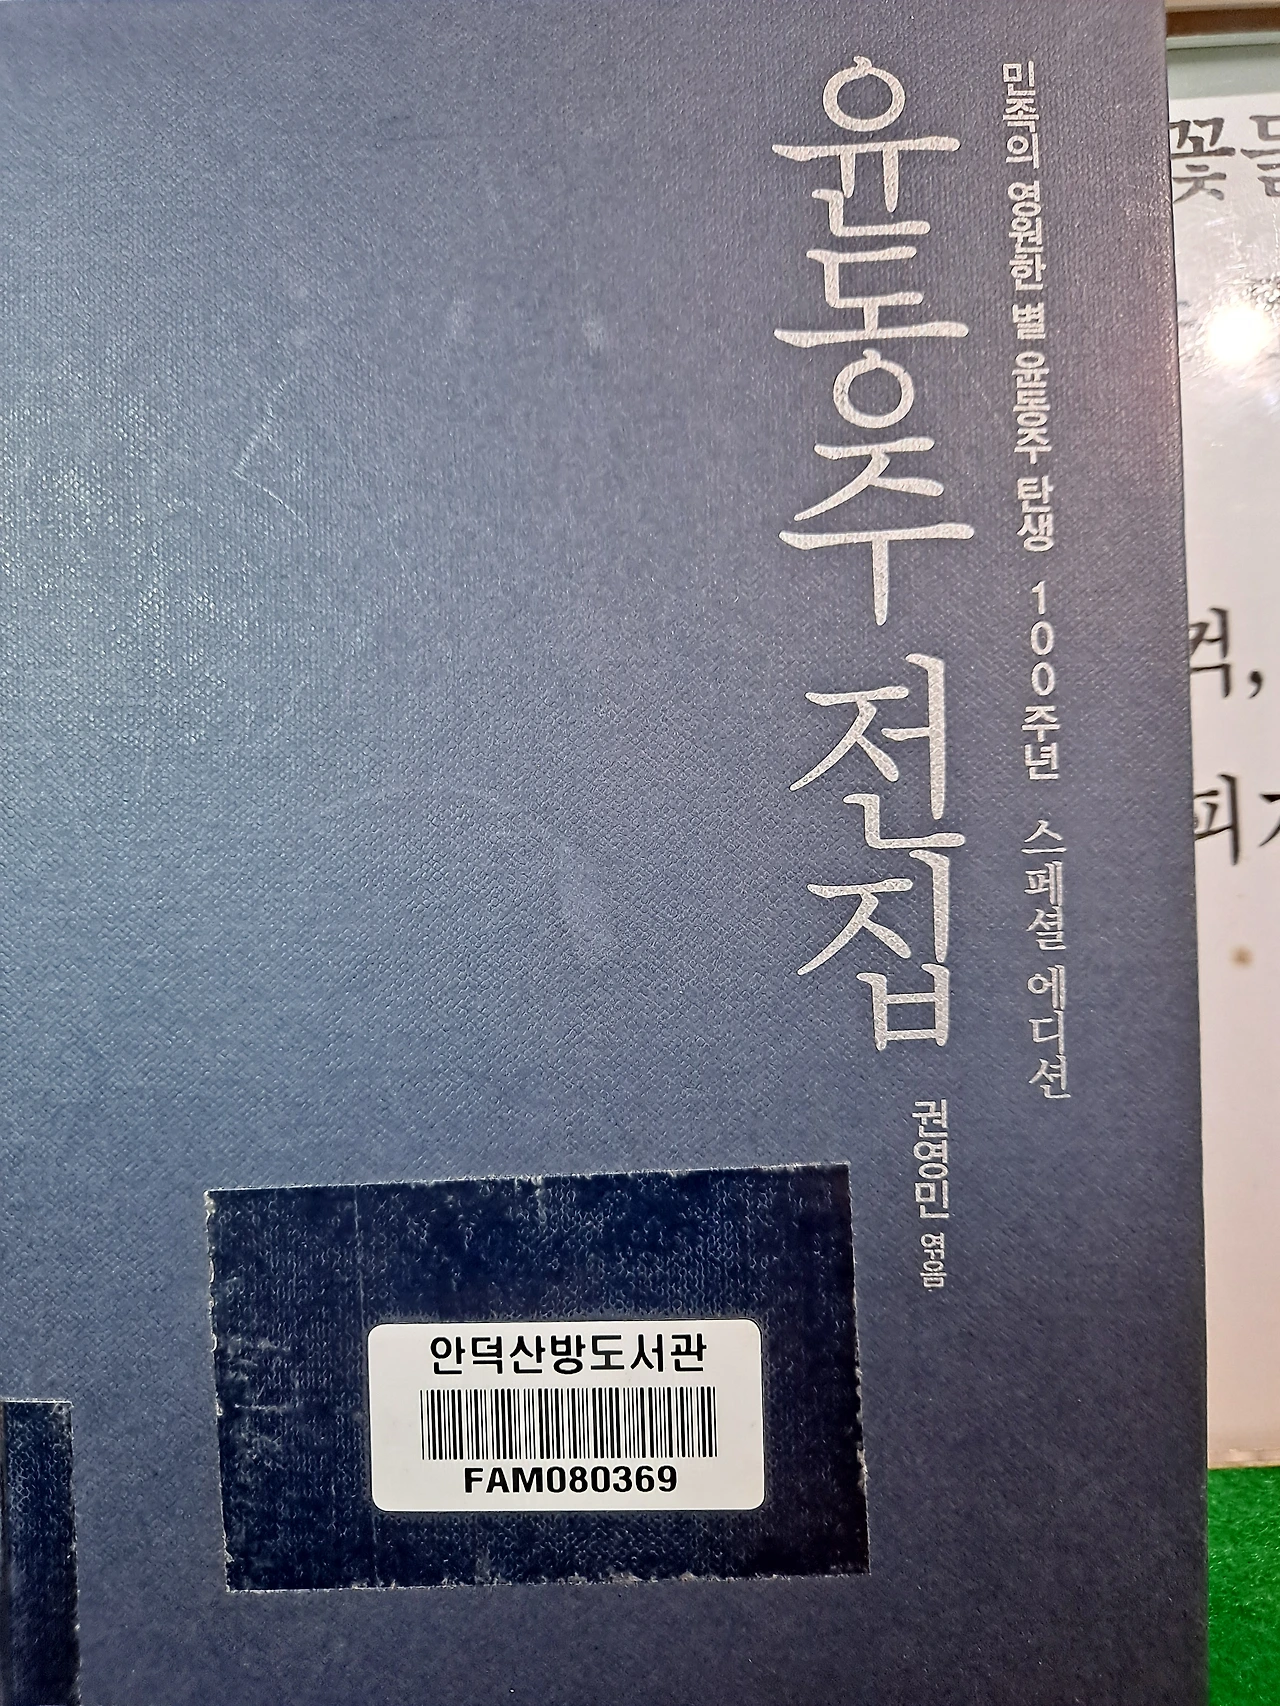 민족의 영원한 별 윤동주 탄생 100주년 스페셜 에디션
윤동주 전집
권영민 엮음
안덕산방도서관
FAM080369